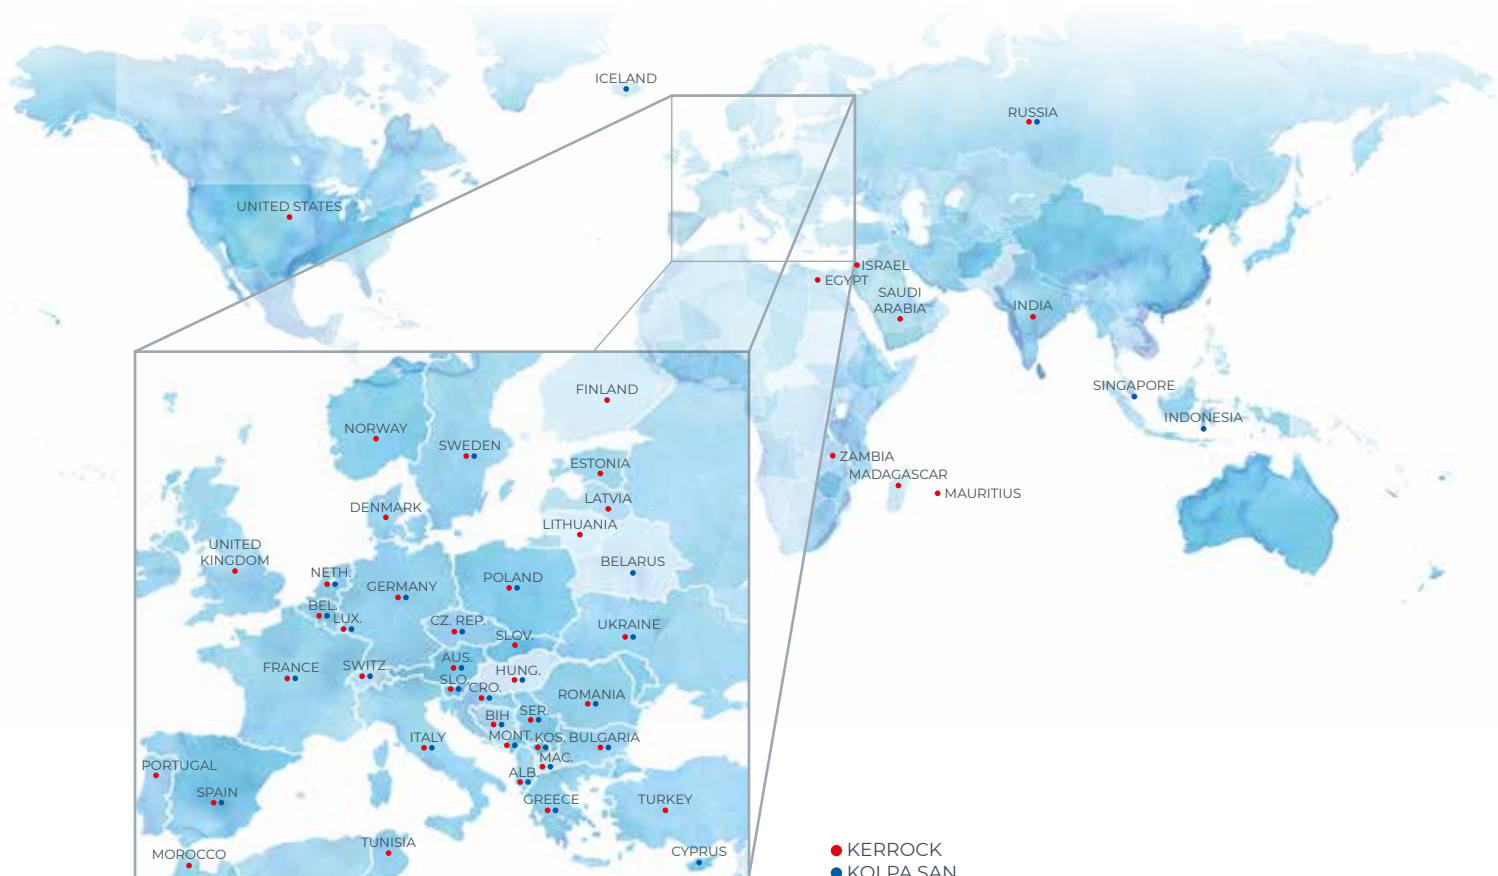 ICELAND
RUSSIA
UNITED STATES
ISRAEL
EGYPT
SAUDI
ARABIA
INDIA
SINGAPORE
INDONESIA
ZAMBIA
MADAGASCAR
MAURITIUS
FINLAND
NORWAY
SWEDEN
ESTONIA
LATVIA
DENMARK
LITHUANIA
UNITED
KINGDOM
BELARUS
NETH.
GERMANY
POLAND
BEL.
LUX.
CZ. REP.
UKRAINE
SLOV.
FRANCE
SWITZ.
AUS.
HUNG.
SLO.
CRO.
ROMANIA
BIH
SER.
ITALY
MONT.
KOS.
BULGARIA
MAC.
PORTUGAL
ALB.
SPAIN
GREECE
TURKEY
TUNISIA
MOROCCO
CYPRUS
KERROCK
KOLPA SAN